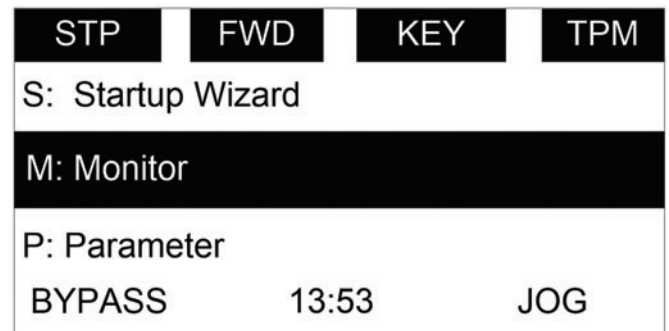 STP FWD KEY TPM
S: Startup Wizard
M: Monitor
P: Parameter
BYPASS 13:53 JOG